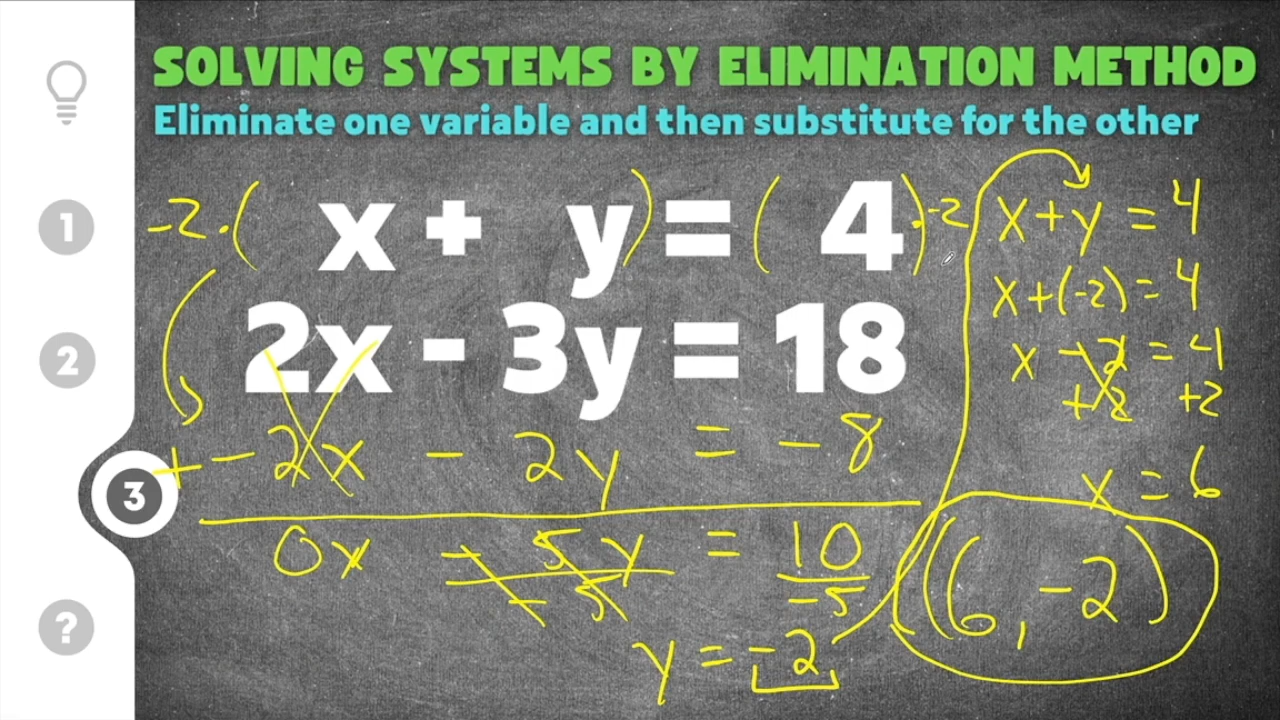 SOLVING SYSTEMS BY ELIMINATION METHOD
Eliminate one variable and then substitute for the other
1
2
3
?
-2·( x + y) = ( 4)·-2
2x - 3y = 18
+ -2x - 2y = -8
0x -5y = 10
-5 -5
y = -2
x+y = 4
x+(-2) = 4
x -2 = 4
+2 +2
x = 6
(6, -2)